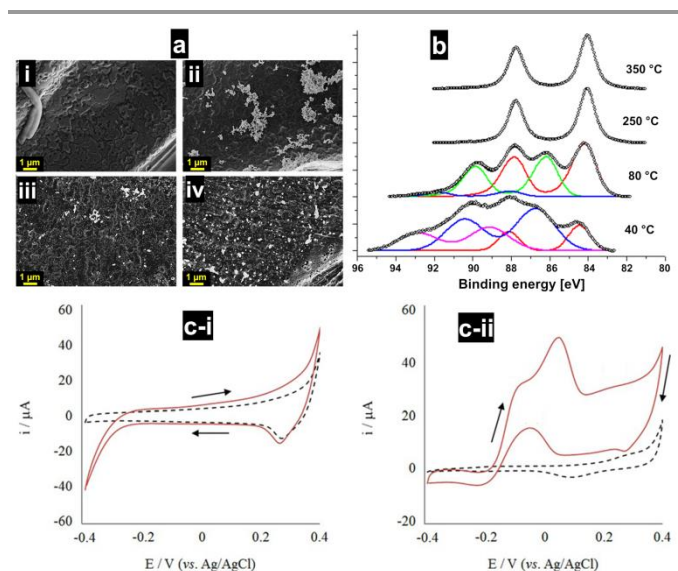 a
b
i
ii
iii
iv
1 µm
1 µm
1 µm
1 µm
350 °C
250 °C
80 °C
40 °C
96 94 92 90 88 86 84 82 80
Binding energy [eV]
c-i
60
40
20
0
-20
-40
-60
i / µA
-0.4 -0.2 0 0.2 0.4
E / V (vs. Ag/AgCl)
c-ii
60
40
20
0
-20
i / µA
-0.4 -0.2 0 0.2 0.4
E / V (vs. Ag/AgCl)